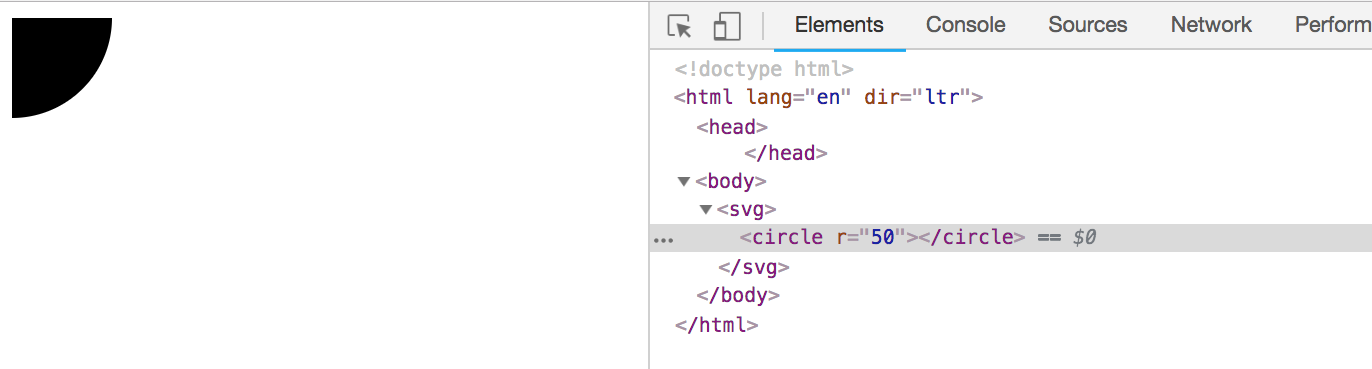 Elements Console Sources Network Perform
<!doctype html>
<html lang="en" dir="ltr">
<head>
</head>
<body>
<svg>
… <circle r="50"></circle> == $0
</svg>
</body>
</html>